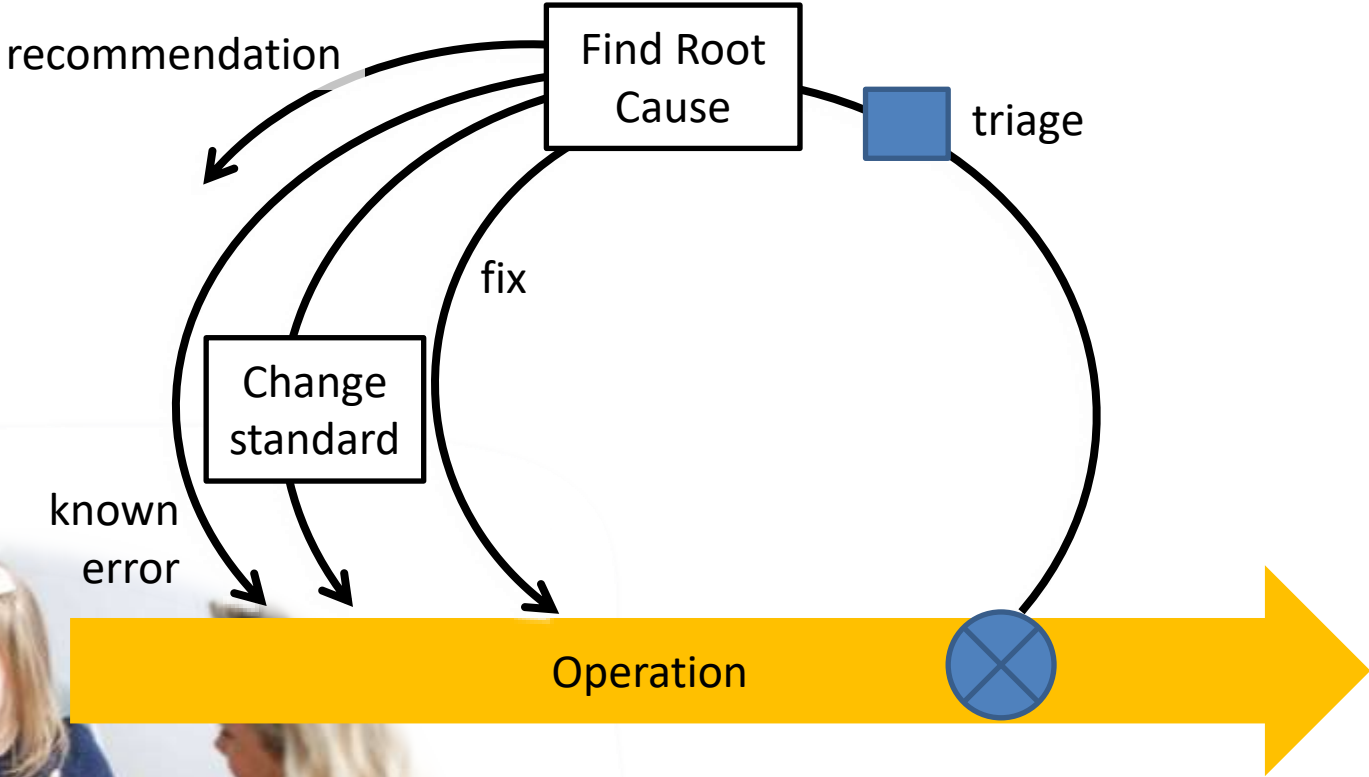 recommendation
Find Root
Cause
triage
fix
Change
standard
known
error
Operation